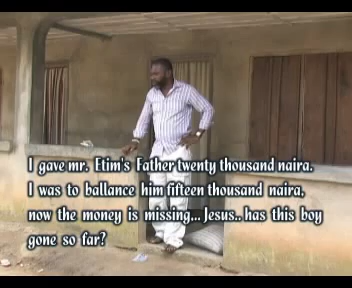 I gave mr. Etim's Father twenty thousand naira.
I was to ballance him fifteen thousand naira,
now the money is missing... Jesus.. has this boy
gone so far?